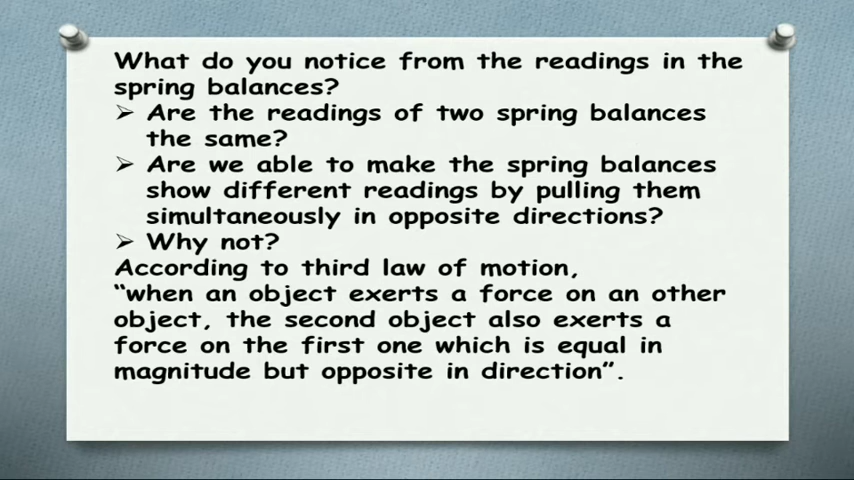 What do you notice from the readings in the
spring balances?
➢ Are the readings of two spring balances
the same?
➢ Are we able to make the spring balances
show different readings by pulling them
simultaneously in opposite directions?
➢ Why not?
According to third law of motion,
“when an object exerts a force on an other
object, the second object also exerts a
force on the first one which is equal in
magnitude but opposite in direction”.